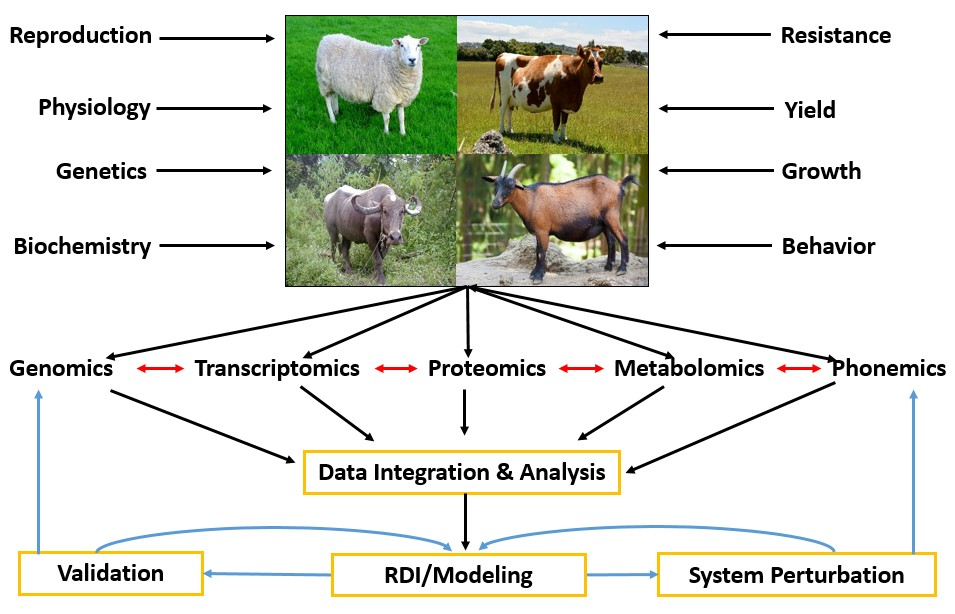 Reproduction
Resistance
Physiology
Yield
Genetics
Growth
Biochemistry
Behavior
Genomics
Transcriptomics
Proteomics
Metabolomics
Phonemics
Data Integration & Analysis
Validation
RDI/Modeling
System Perturbation